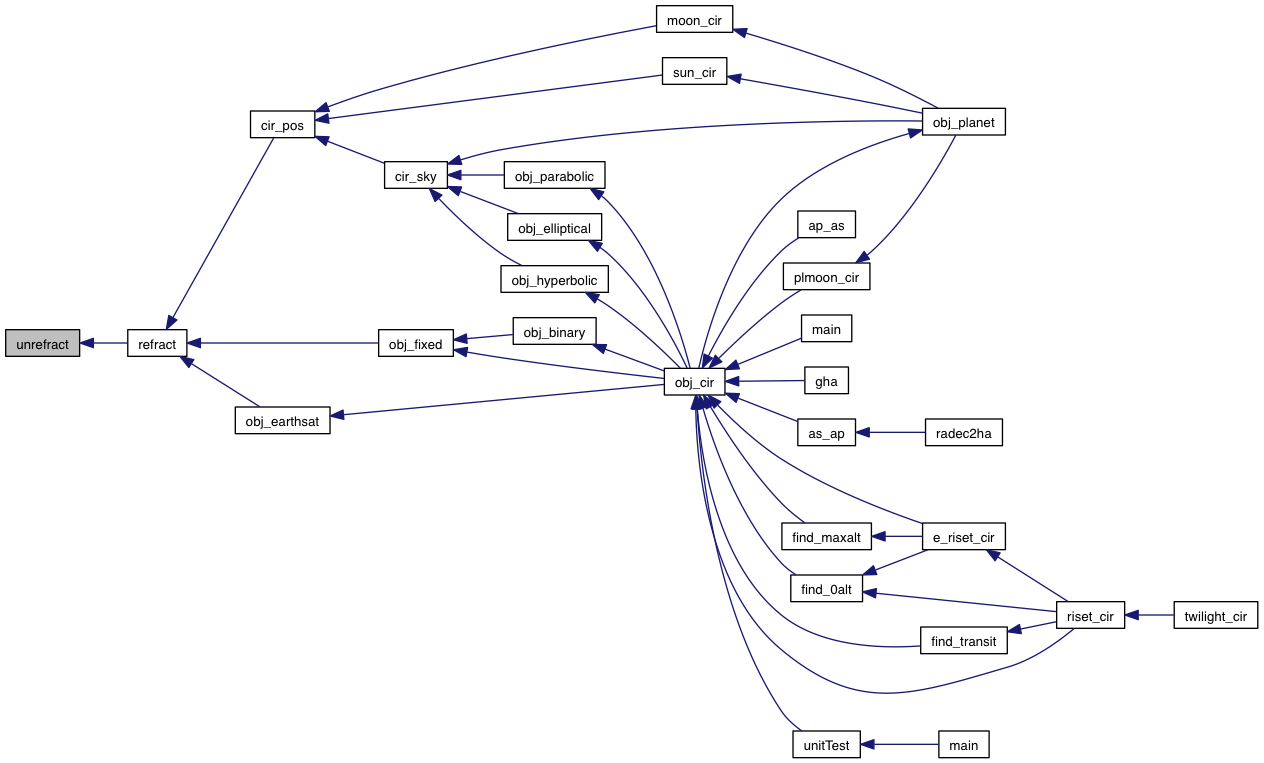 moon_cir
sun_cir
cir_pos
obj_planet
cir_sky
obj_parabolic
obj_elliptical
ap_as
obj_hyperbolic
plmoon_cir
unrefract
refract
obj_fixed
obj_binary
main
obj_cir
gha
obj_earthsat
as_ap
radec2ha
find_maxalt
e_riset_cir
find_0alt
riset_cir
twilight_cir
find_transit
unitTest
main